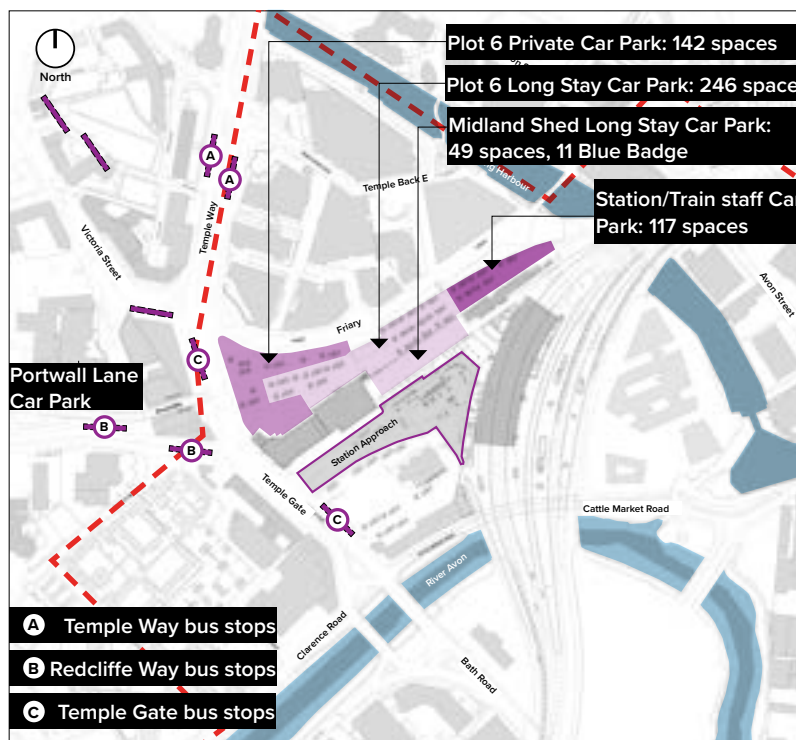 North
Plot 6 Private Car Park: 142 spaces
Plot 6 Long Stay Car Park: 246 space
Midland Shed Long Stay Car Park:
49 spaces, 11 Blue Badge
Station/Train staff Car
Park: 117 spaces
A
A
Temple Back E
Harbour
Temple Way
Victoria Street
Avon Street
Friary
C
Portwall Lane
Car Park
B
B
Station Approach
Temple Gate
C
Cattle Market Road
River Avon
Clarence Road
Bath Road
A Temple Way bus stops
B Redcliffe Way bus stops
C Temple Gate bus stops